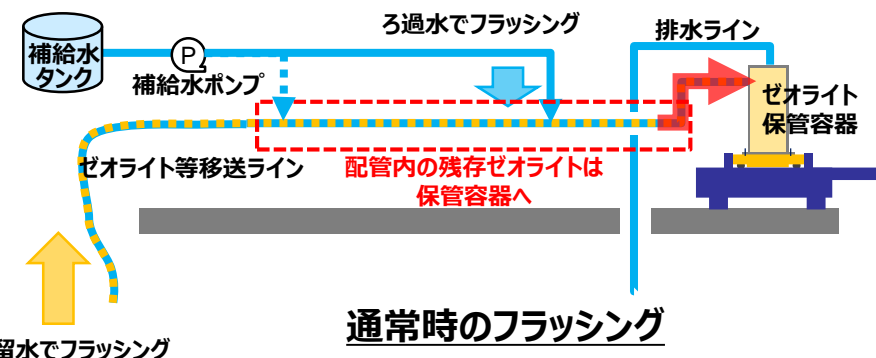 補給水
タンク
P
補給水ポンプ
ろ過水でフラッシング
排水ライン
ゼオライト
保管容器
ゼオライト等移送ライン
配管内の残存ゼオライトは
保管容器へ
通常時のフラッシング
留水でフラッシング